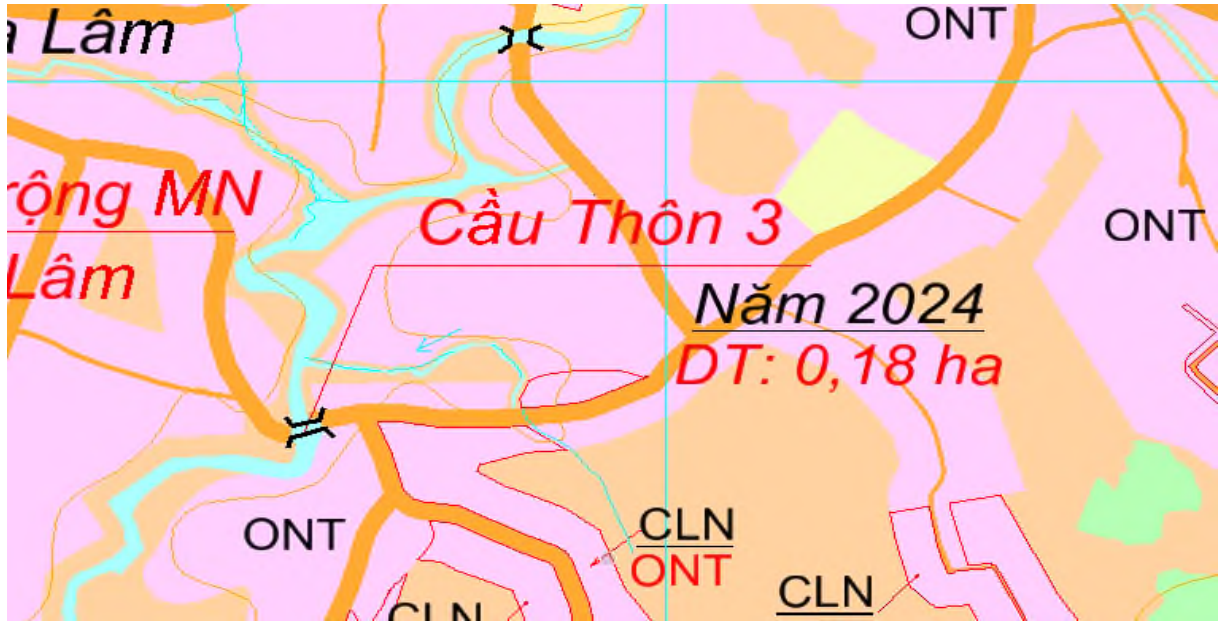 Lâm
ONT
rộng MN
Lâm
Cầu Thôn 3
ONT
Năm 2024
DT: 0,18 ha
ONT
CLN
ONT
CLN
CLN